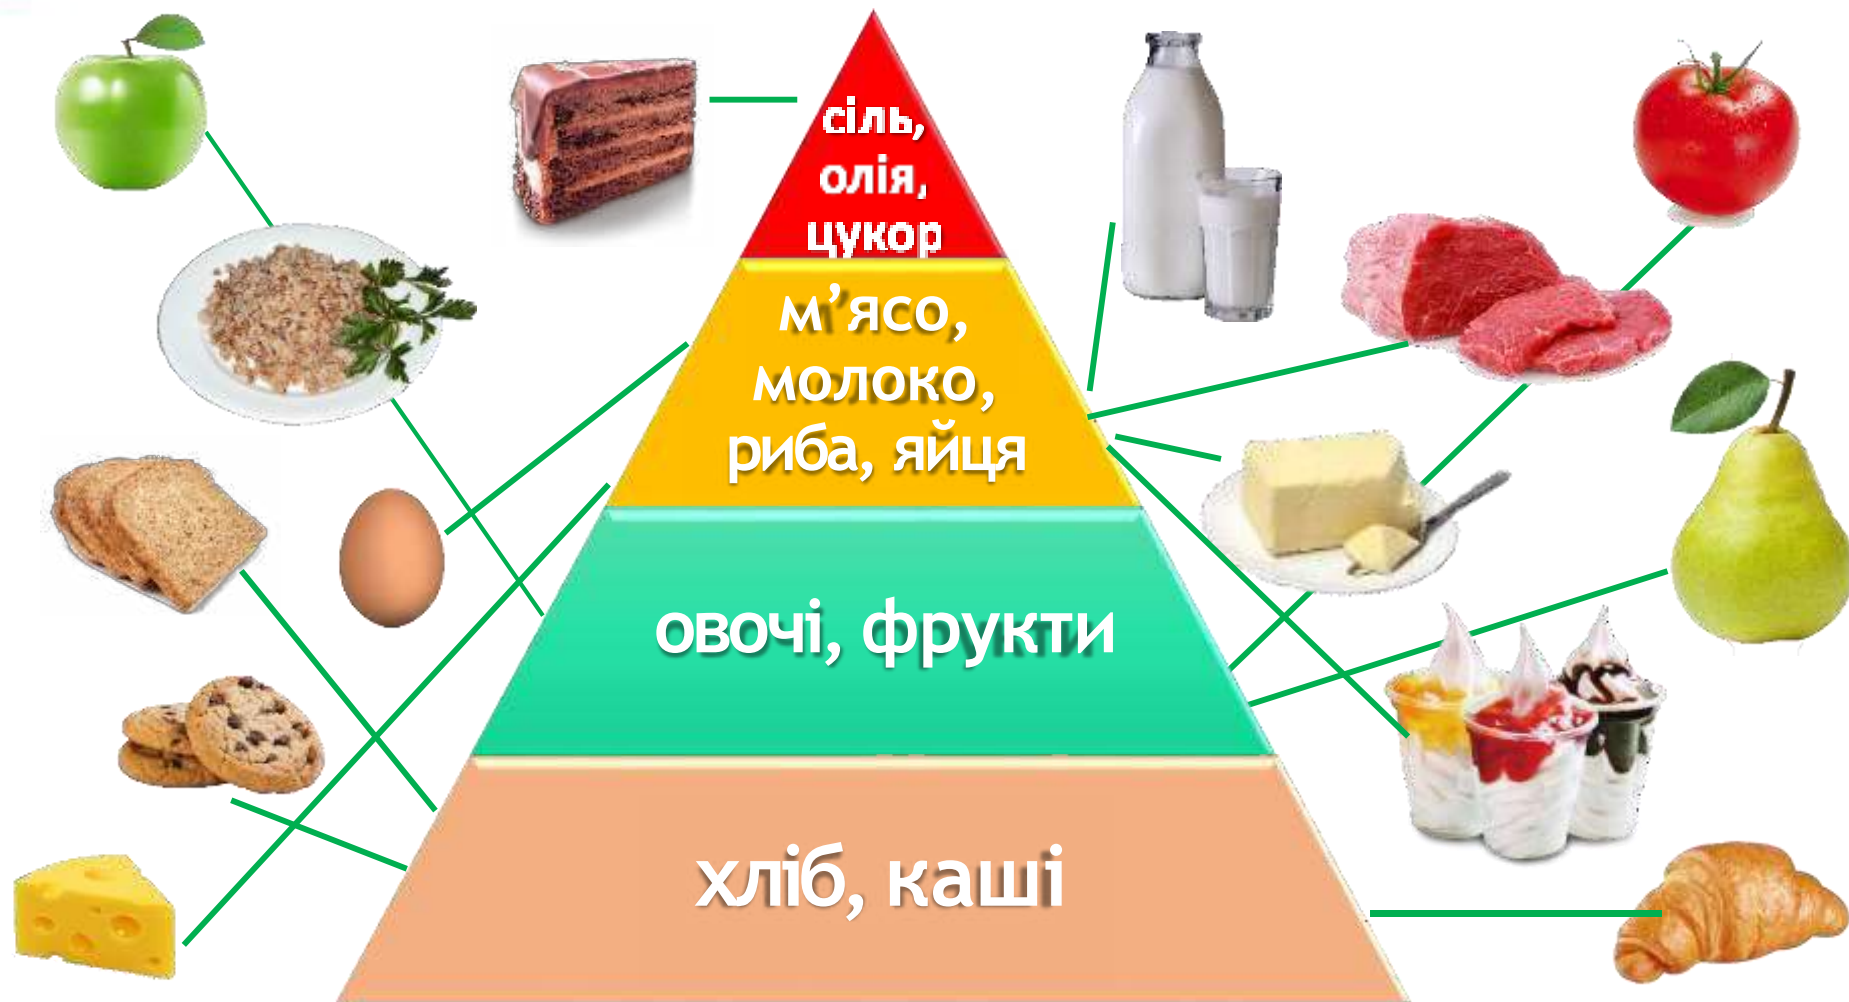 сіль,
олія,
цукор
м’ясо,
молоко,
риба, яйця
овочі, фрукти
хліб, каші